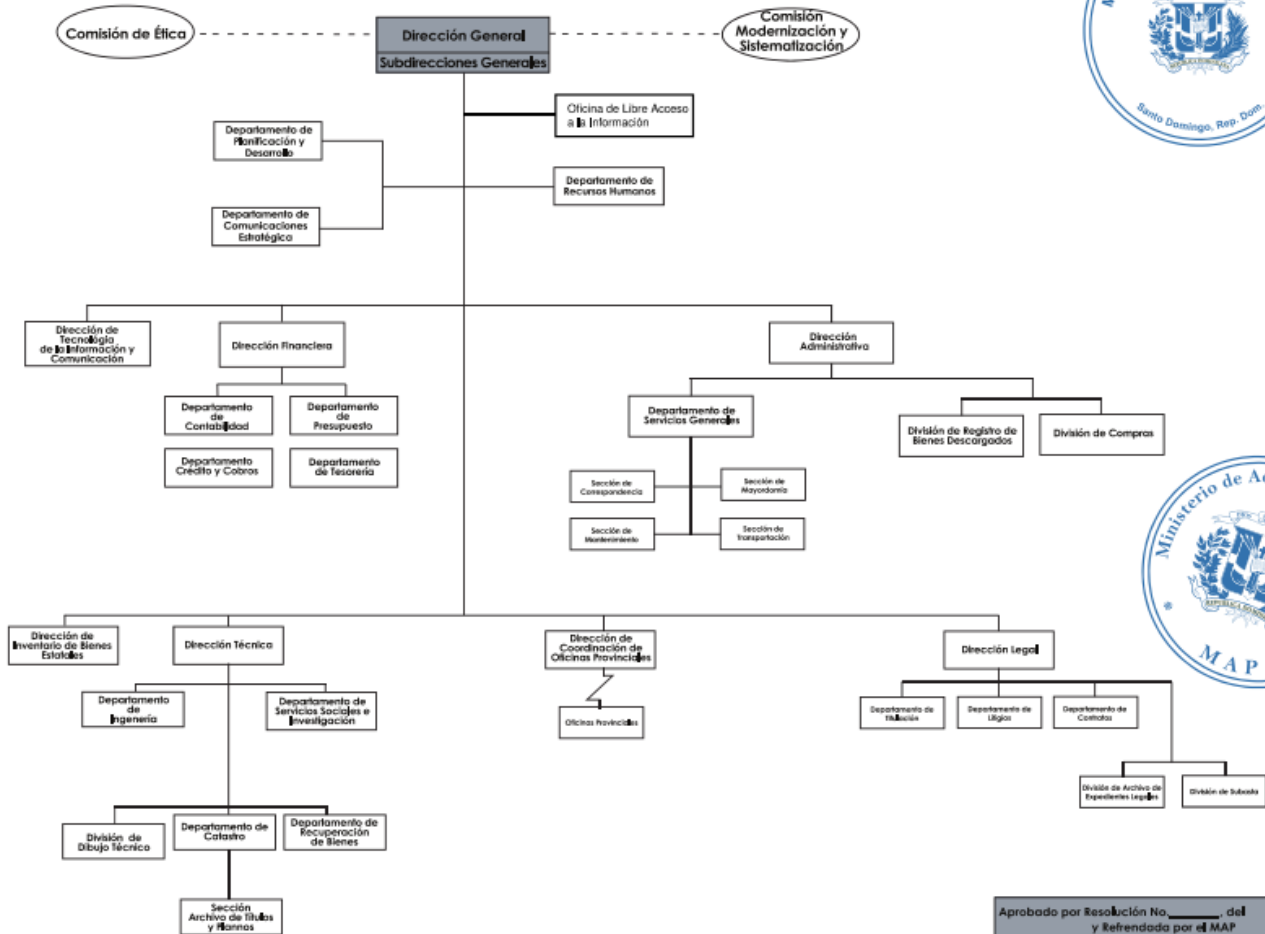 Comisión de Ética
Dirección General
Subdirecciones Generales
Comisión
Modernización y
Sistematización
Santo Domingo, Rep. Dom.
Oficina de Libre Acceso
a la Información
Departamento de
Planificación y
Desarrollo
Departamento de
Recursos Humanos
Departamento de
Comunicaciones
Estratégica
Dirección de
Tecnológia
de la Información y
Comunicación
Dirección Financiera
Dirección
Administrativa
Departamento
de
Contabilidad
Departamento
de
Presupuesto
Departamento
Crédito y Cobros
Departamento
de Tesorería
Departamento de
Servicios Generales
División de Registro de
Bienes Descargados
División de Compras
Sección de
Correspondencia
Sección de
Mayordomía
Sección de
Mantenimiento
Sección de
Transportación
Ministerio de
MAP
Dirección de
Inventario de Bienes
Estatales
Dirección Técnica
Dirección de
Coordinación de
Oficinas Provinciales
Dirección Legal
Departamento
de
Ingenería
Departamento de
Servicios Sociales e
Investigación
Oficinas Provinciales
Departamento de
Titulación
Departamento de
Litigios
Departamento de
Contratos
División de Archivo de
Expedientes Legales
División de Subasta
División de
Dibujo Técnico
Departamento de
Catastro
Departamento de
Recuperación
de Bienes
Sección
Archivo de Títulos
y Plannos
Aprobado por Resolución No.______, del
y Refrendada por el MAP